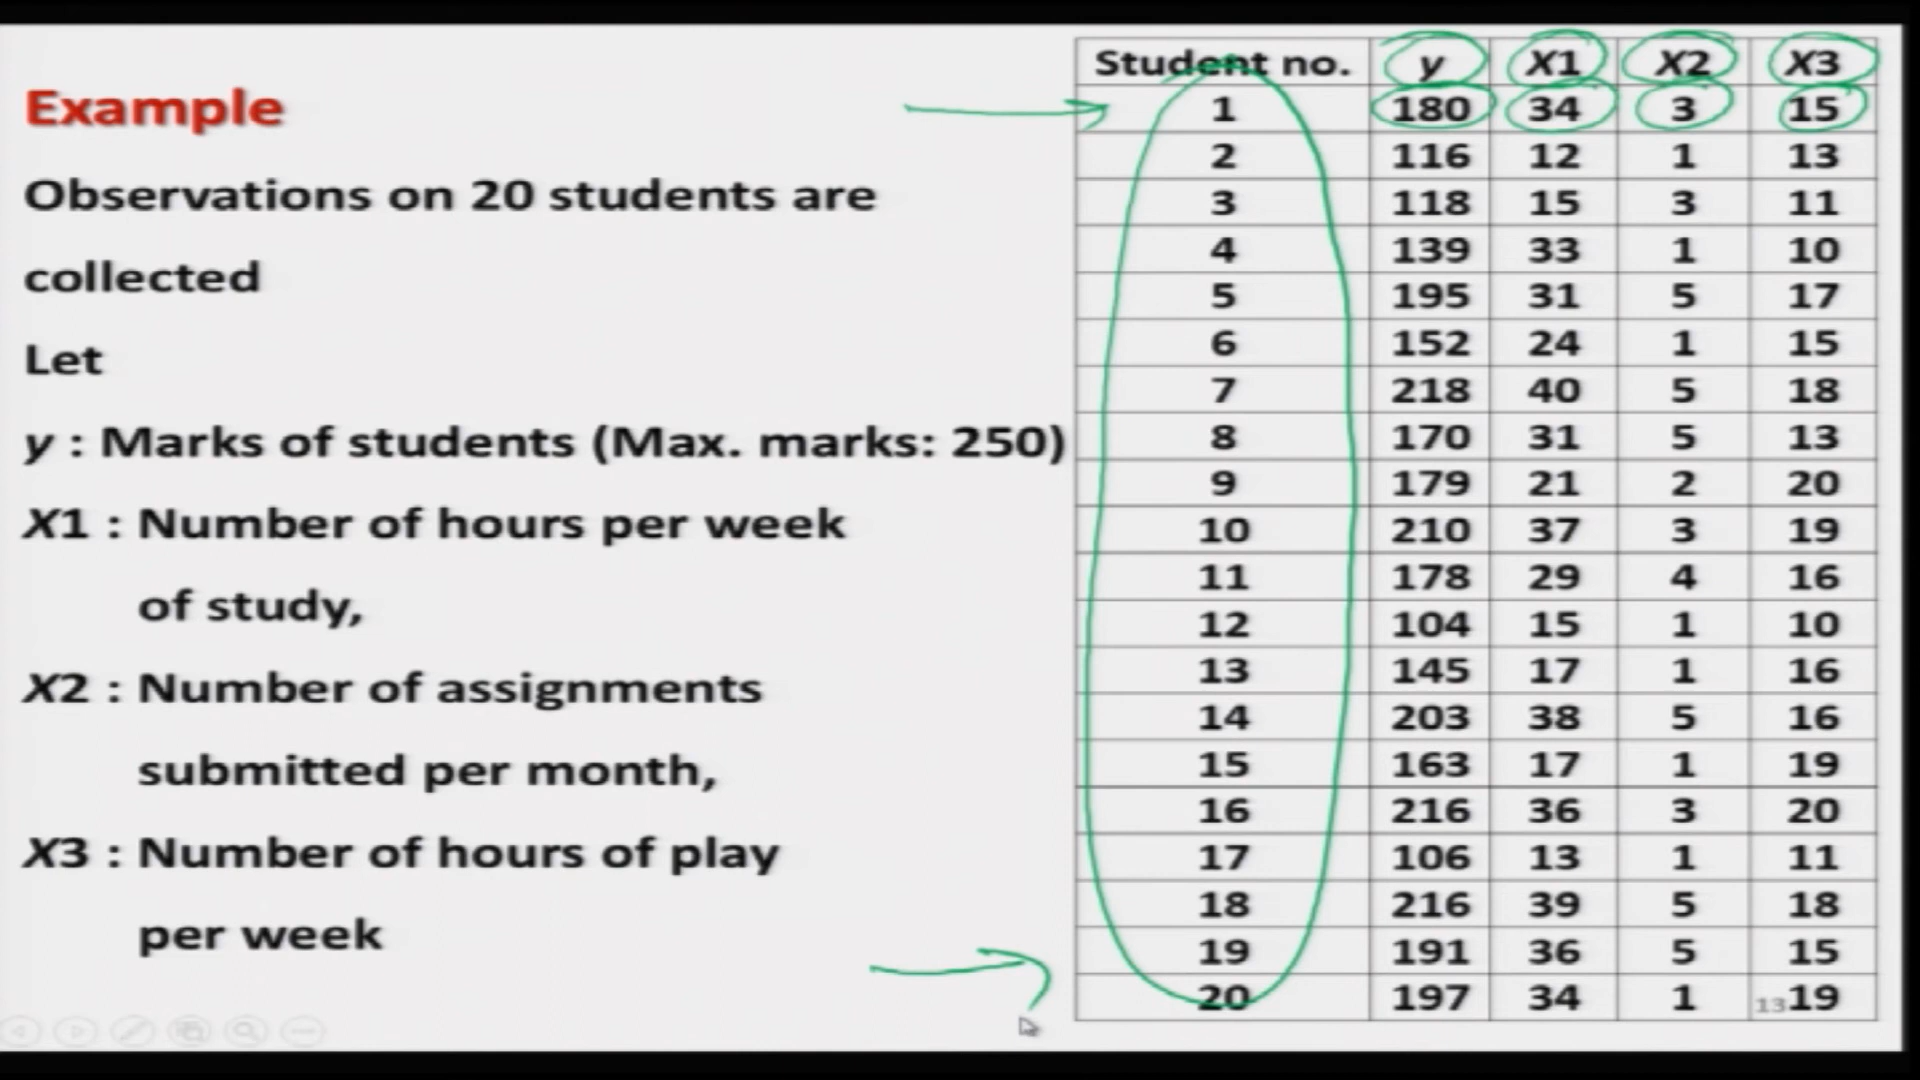 Example
Observations on 20 students are
collected
Let
y : Marks of students (Max. marks: 250)
X1 : Number of hours per week
of study,
X2 : Number of assignments
submitted per month,
X3 : Number of hours of play
per week
Student no. y X1 X2 X3
1 180 34 3 15
2 116 12 1 13
3 118 15 3 11
4 139 33 1 10
5 195 31 5 17
6 152 24 1 15
7 218 40 5 18
8 170 31 5 13
9 179 21 2 20
10 210 37 3 19
11 178 29 4 16
12 104 15 1 10
13 145 17 1 16
14 203 38 5 16
15 163 17 1 19
16 216 36 3 20
17 106 13 1 11
18 216 39 5 18
19 191 36 5 15
20 197 34 1 19
13